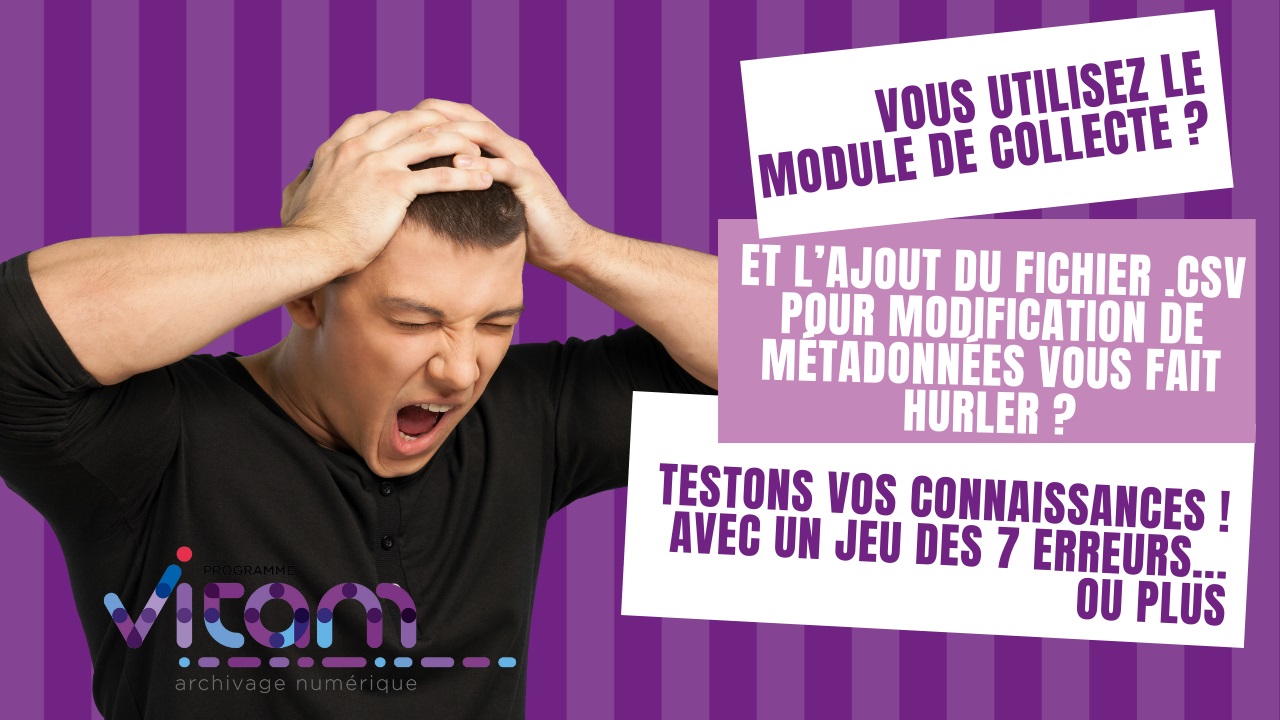 VOUS UTILISEZ LE
MODULE DE COLLECTE ?
ET L’AJOUT DU FICHIER .CSV
POUR MODIFICATION DE
MÉTADONNÉES VOUS FAIT
HURLER ?
TESTONS VOS CONNAISSANCES !
AVEC UN JEU DES 7 ERREURS...
OU PLUS
PROGRAMME
vitam
archivage numérique